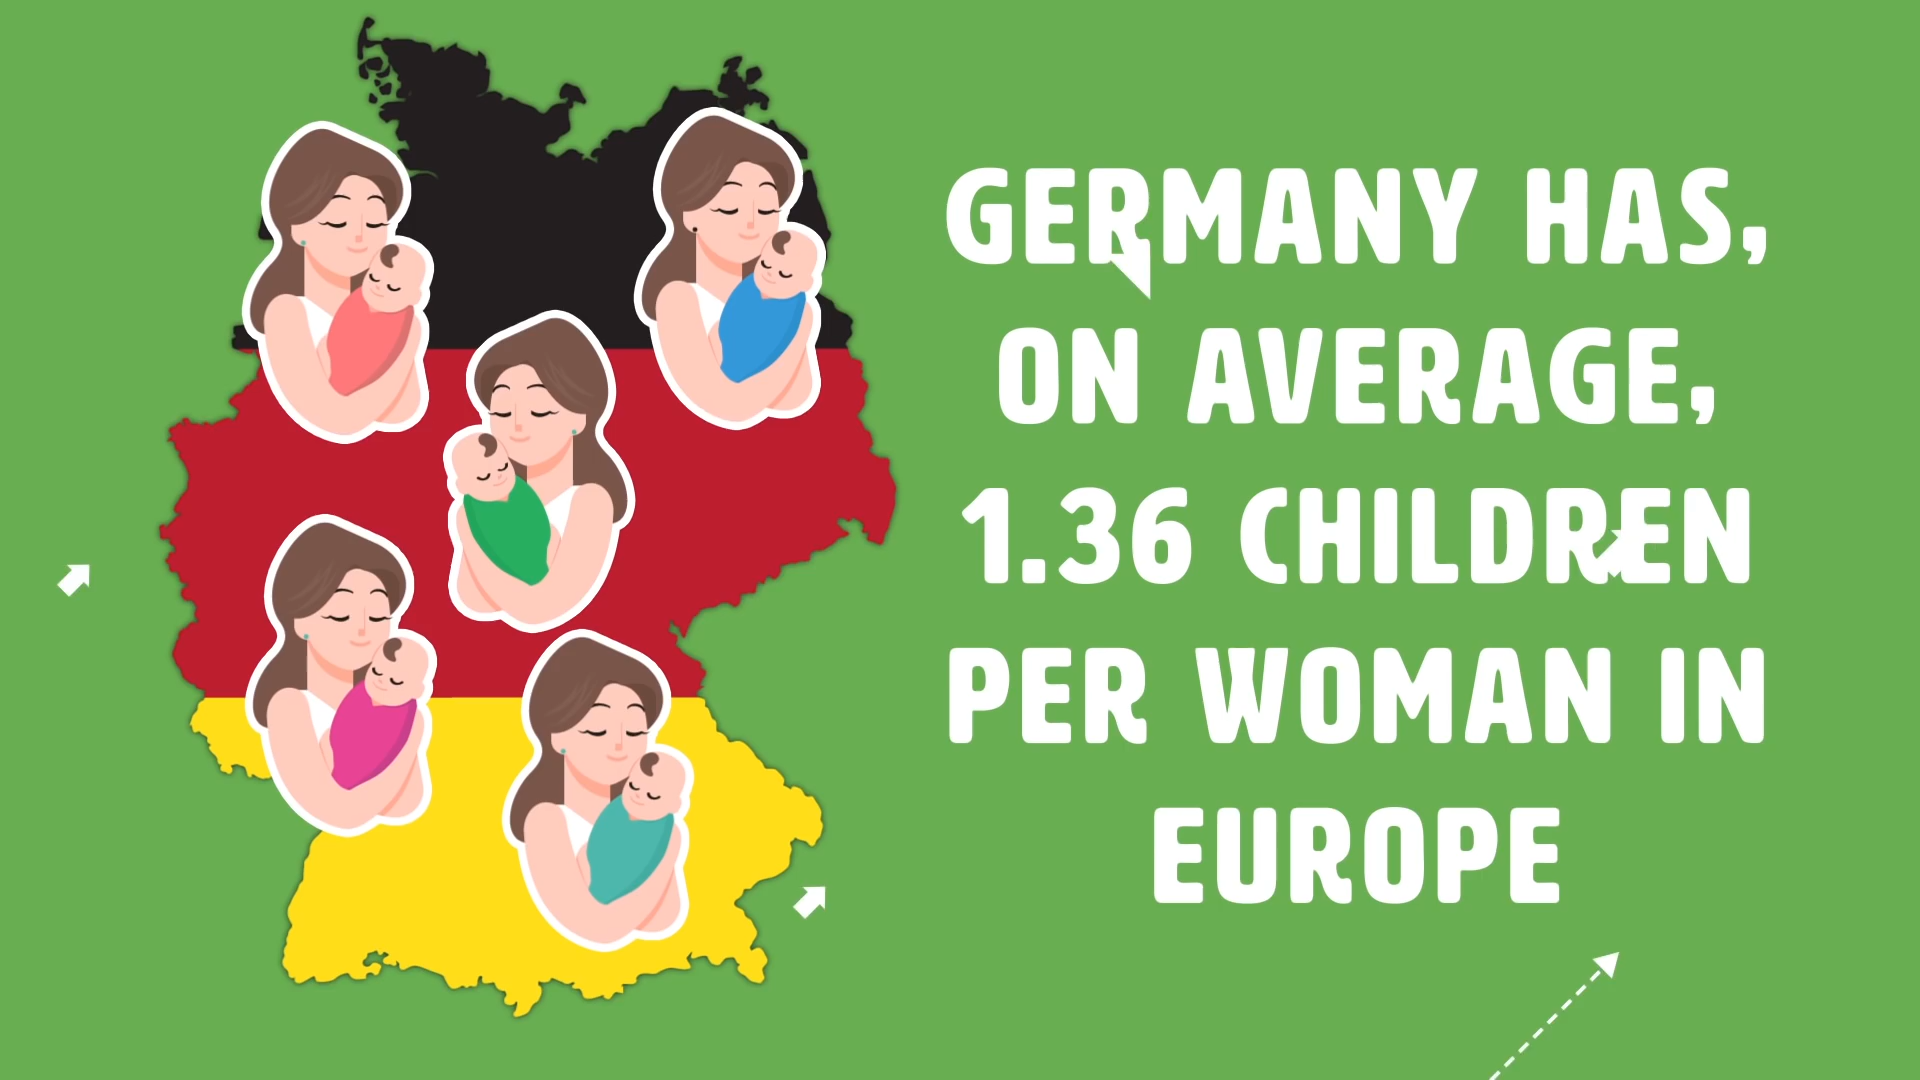 GERMANY HAS,
ON AVERAGE,
1.36 CHILDREN
PER WOMAN IN
EUROPE